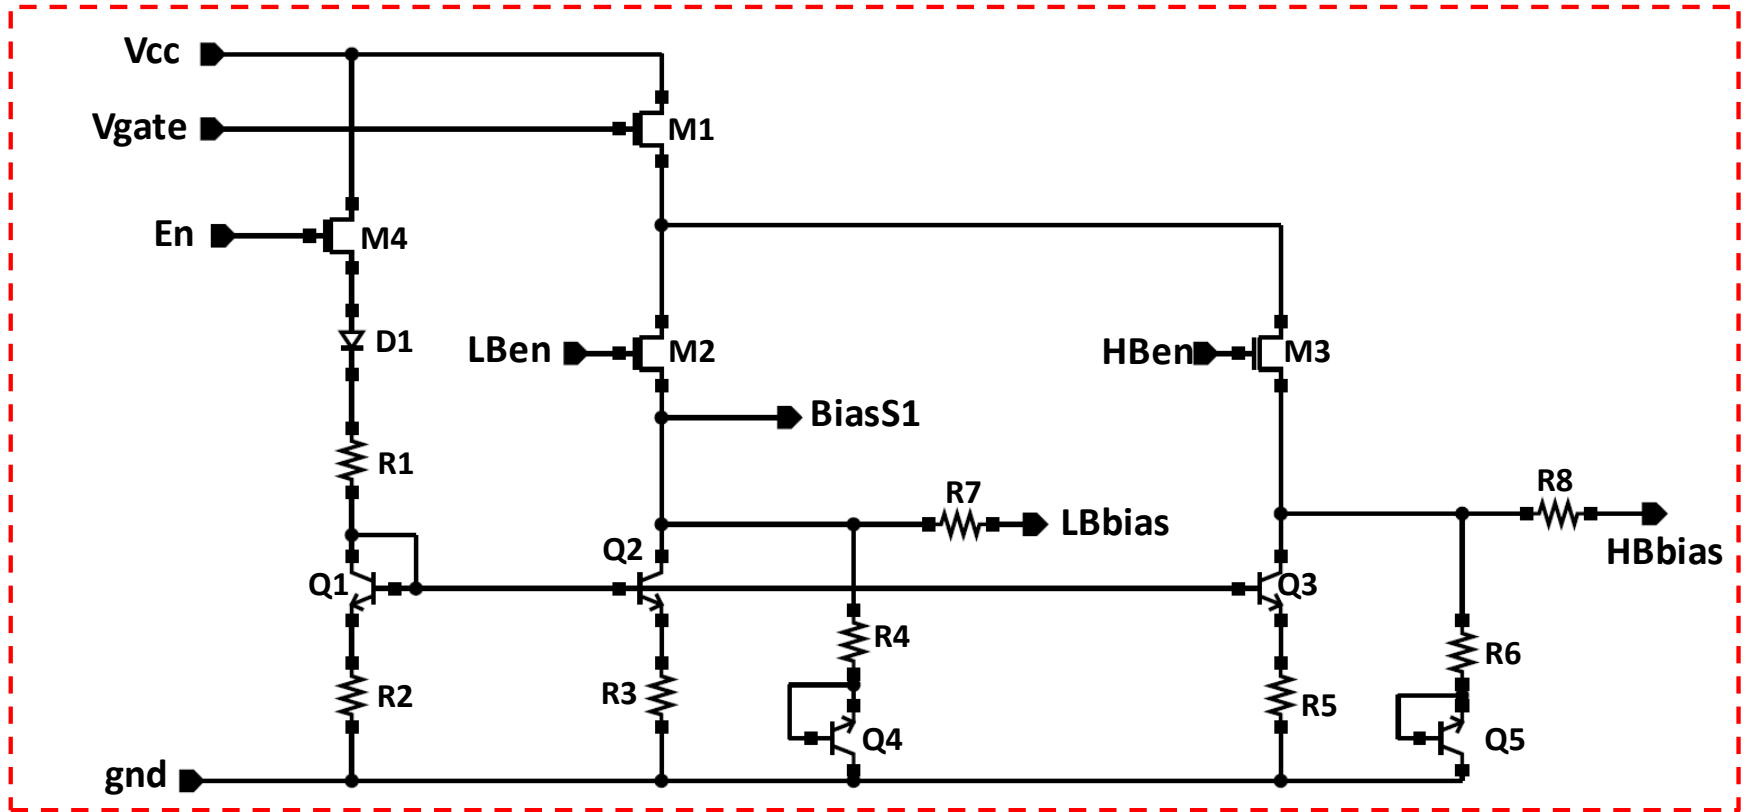 Vcc
Vgate
M1
En
M4
D1
LBen
M2
HBen
M3
BiasS1
R1
R7
LBbias
R8
HBbias
Q1
Q2
Q3
R4
R6
R2
R3
R5
Q4
Q5
gnd